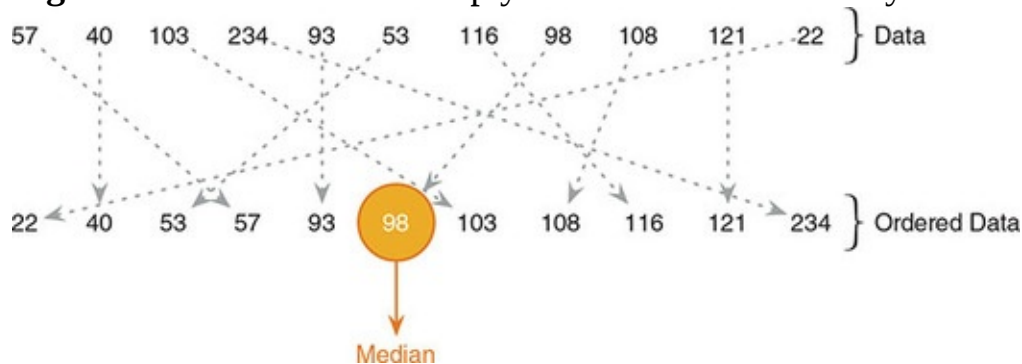 57 40 103 234 93 53 116 98 108 121 22 Data
22 40 53 57 93 98 103 108 116 121 234 Ordered Data
Median